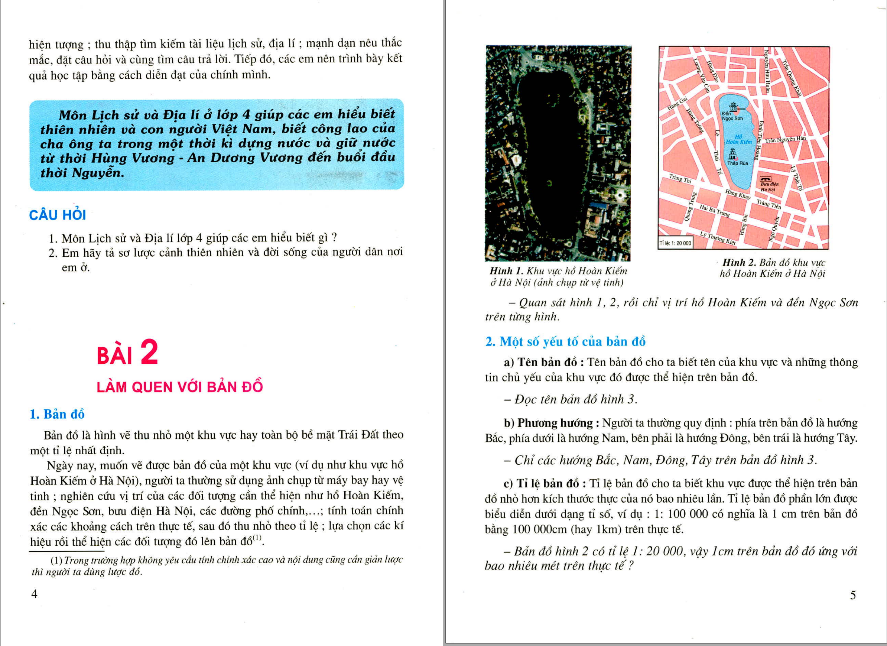 hiện tượng ; thu thập tìm kiếm tài liệu lịch sử, địa lí ; mạnh dạn nêu thắc
mắc, đặt câu hỏi và cùng tìm câu trả lời. Tiếp đó, các em nên trình bày kết
quả học tập bằng cách diễn đạt của chính mình.
Môn Lịch sử và Địa lí ở lớp 4 giúp các em hiểu biết
thiên nhiên và con người Việt Nam, biết công lao của
cha ông ta trong một thời kì dựng nước và giữ nước
từ thời Hùng Vương - An Dương Vương đến buổi đầu
thời Nguyễn.
CÂU HỎI
1. Môn Lịch sử và Địa lí lớp 4 giúp các em hiểu biết gì ?
2. Em hãy tả sơ lược cảnh thiên nhiên và đời sống của người dân nơi
em ở.
BÀI 2
LÀM QUEN VỚI BẢN ĐỒ
1. Bản đồ
Bản đồ là hình vẽ thu nhỏ một khu vực hay toàn bộ bề mặt Trái Đất theo
một tỉ lệ nhất định.
Ngày nay, muốn vẽ được bản đồ của một khu vực (ví dụ như khu vực hồ
Hoàn Kiếm ở Hà Nội), người ta thường sử dụng ảnh chụp từ máy bay hay vệ
tinh ; nghiên cứu vị trí của các đối tượng cần thể hiện như hồ Hoàn Kiếm,
đền Ngọc Sơn, bưu điện Hà Nội, các đường phố chính,...; tính toán chính
xác các khoảng cách trên thực tế, sau đó thu nhỏ theo tỉ lệ ; lựa chọn các kí
hiệu rồi thể hiện các đối tượng đó lên bản đồ(1).
(1) Trong trường hợp không yêu cầu tính chính xác cao và nội dung cũng cần giản lược
thì người ta dùng lược đồ.
4
Đền
Ngọc Sơn
Hồ
Hoàn Kiếm
Tháp Rùa
Bưu điện
Hà Nội
Trần Nguyên Hãn
Đinh Tiên Hoàng
Tràng Thi
Hàng Khay
Tràng Tiền
Hai Bà Trưng
Lý Thường Kiệt
Quang Trung
Ngô Quyền
Tỉ lệ 1: 20 000
Hình 1. Khu vực hồ Hoàn Kiếm
ở Hà Nội (ảnh chụp từ vệ tinh)
Hình 2. Bản đồ khu vực
hồ Hoàn Kiếm ở Hà Nội
– Quan sát hình 1, 2, rồi chỉ vị trí hồ Hoàn Kiếm và đền Ngọc Sơn
trên từng hình.
2. Một số yếu tố của bản đồ
a) Tên bản đồ : Tên bản đồ cho ta biết tên của khu vực và những thông
tin chủ yếu của khu vực đó được thể hiện trên bản đồ.
– Đọc tên bản đồ hình 3.
b) Phương hướng : Người ta thường quy định : phía trên bản đồ là hướng
Bắc, phía dưới là hướng Nam, bên phải là hướng Đông, bên trái là hướng Tây.
– Chỉ các hướng Bắc, Nam, Đông, Tây trên bản đồ hình 3.
c) Tỉ lệ bản đồ : Tỉ lệ bản đồ cho ta biết khu vực được thể hiện trên bản
đồ nhỏ hơn kích thước thực của nó bao nhiêu lần. Tỉ lệ bản đồ phần lớn được
biểu diễn dưới dạng tỉ số, ví dụ : 1: 100 000 có nghĩa là 1 cm trên bản đồ
bằng 100 000cm (hay 1km) trên thực tế.
– Bản đồ hình 2 có tỉ lệ 1: 20 000, vậy 1cm trên bản đồ đó ứng với
bao nhiêu mét trên thực tế ?
5